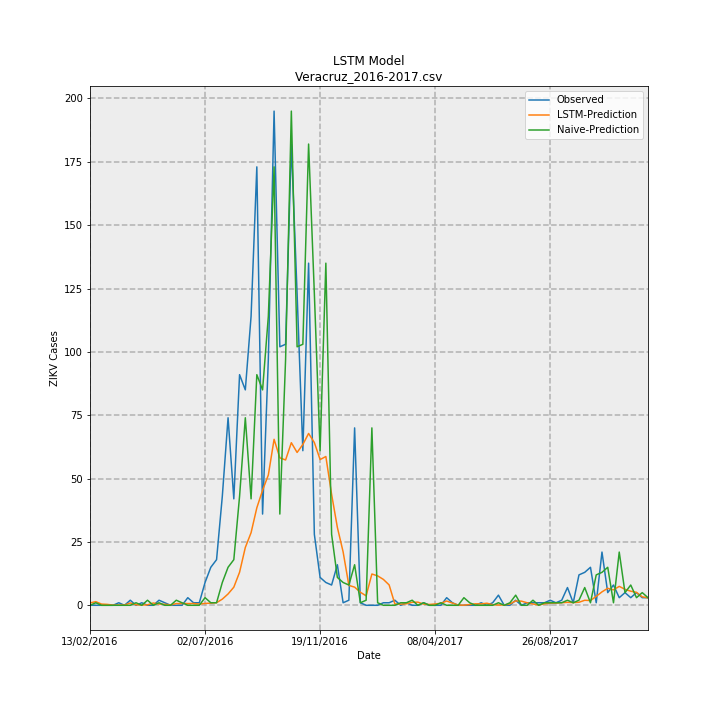 LSTM Model
Veracruz_2016-2017.csv
Observed
LSTM-Prediction
Naive-Prediction
200
175
150
125
100
75
50
25
0
ZIKV Cases
13/02/2016
02/07/2016
19/11/2016
08/04/2017
26/08/2017
Date